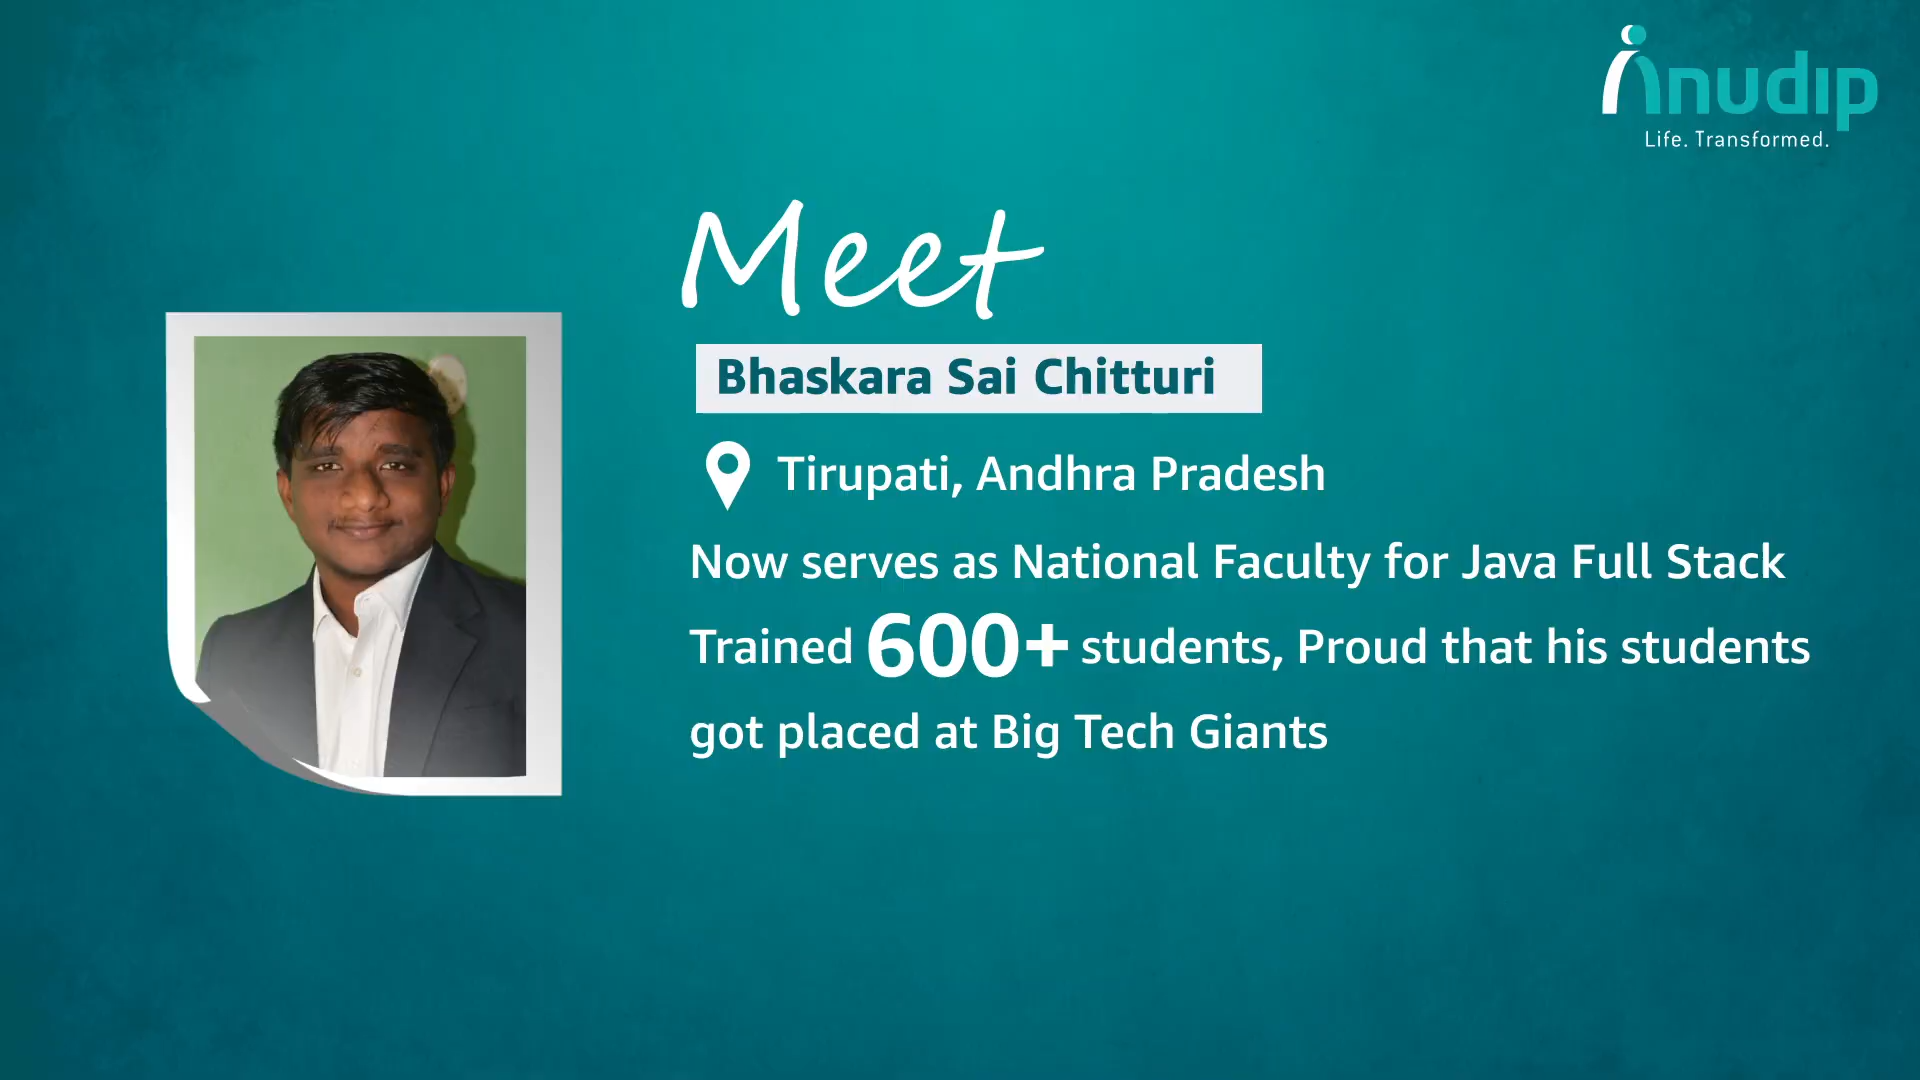 Anudip
Life. Transformed.
Meet
Bhaskara Sai Chitturi
Tirupati, Andhra Pradesh
Now serves as National Faculty for Java Full Stack
Trained 600+ students, Proud that his students
got placed at Big Tech Giants